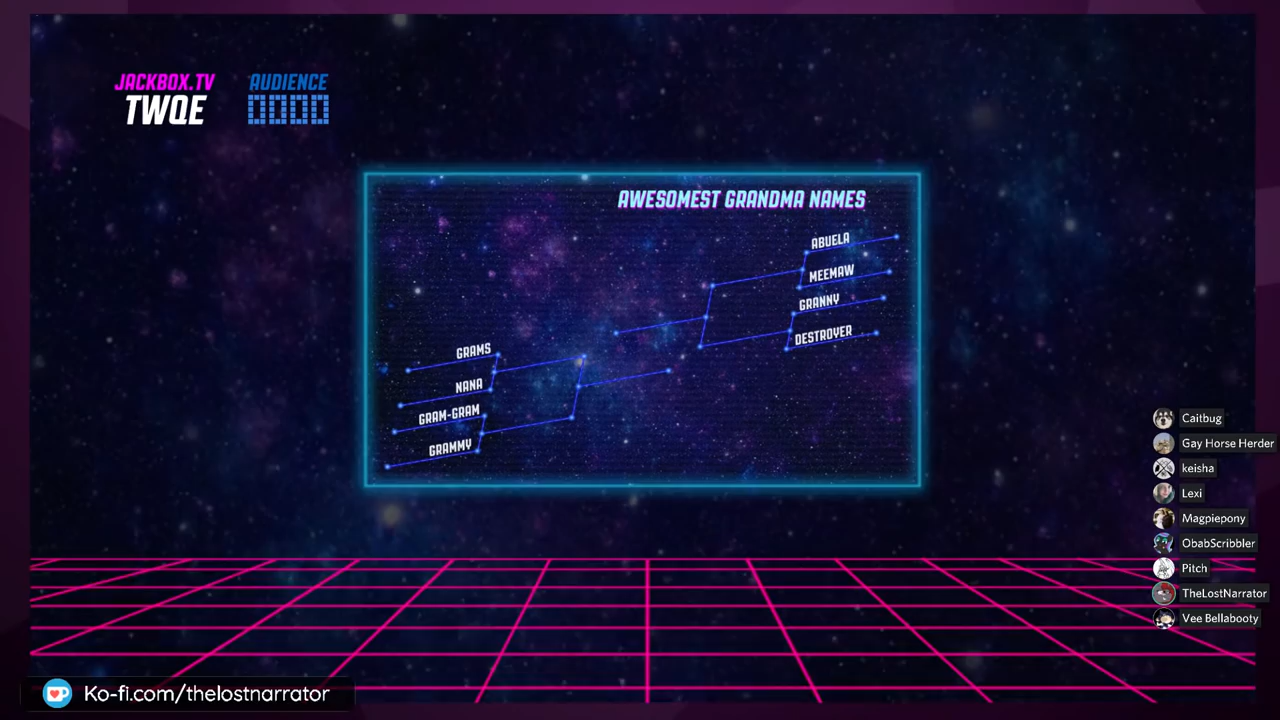 JACKBOX.TV
TWQE
AUDIENCE
0000
AWESOMEST GRANDMA NAMES
ABUELA
MEEMAW
GRANNY
DESTROYER
GRAMS
NANA
GRAM-GRAM
GRAMMY
Caitbug
Gay Horse Herder
keisha
Lexi
Magpiepony
ObabScribbler
Pitch
TheLostNarrator
Vee Bellabooty
Ko-fi.com/thelostnarrator